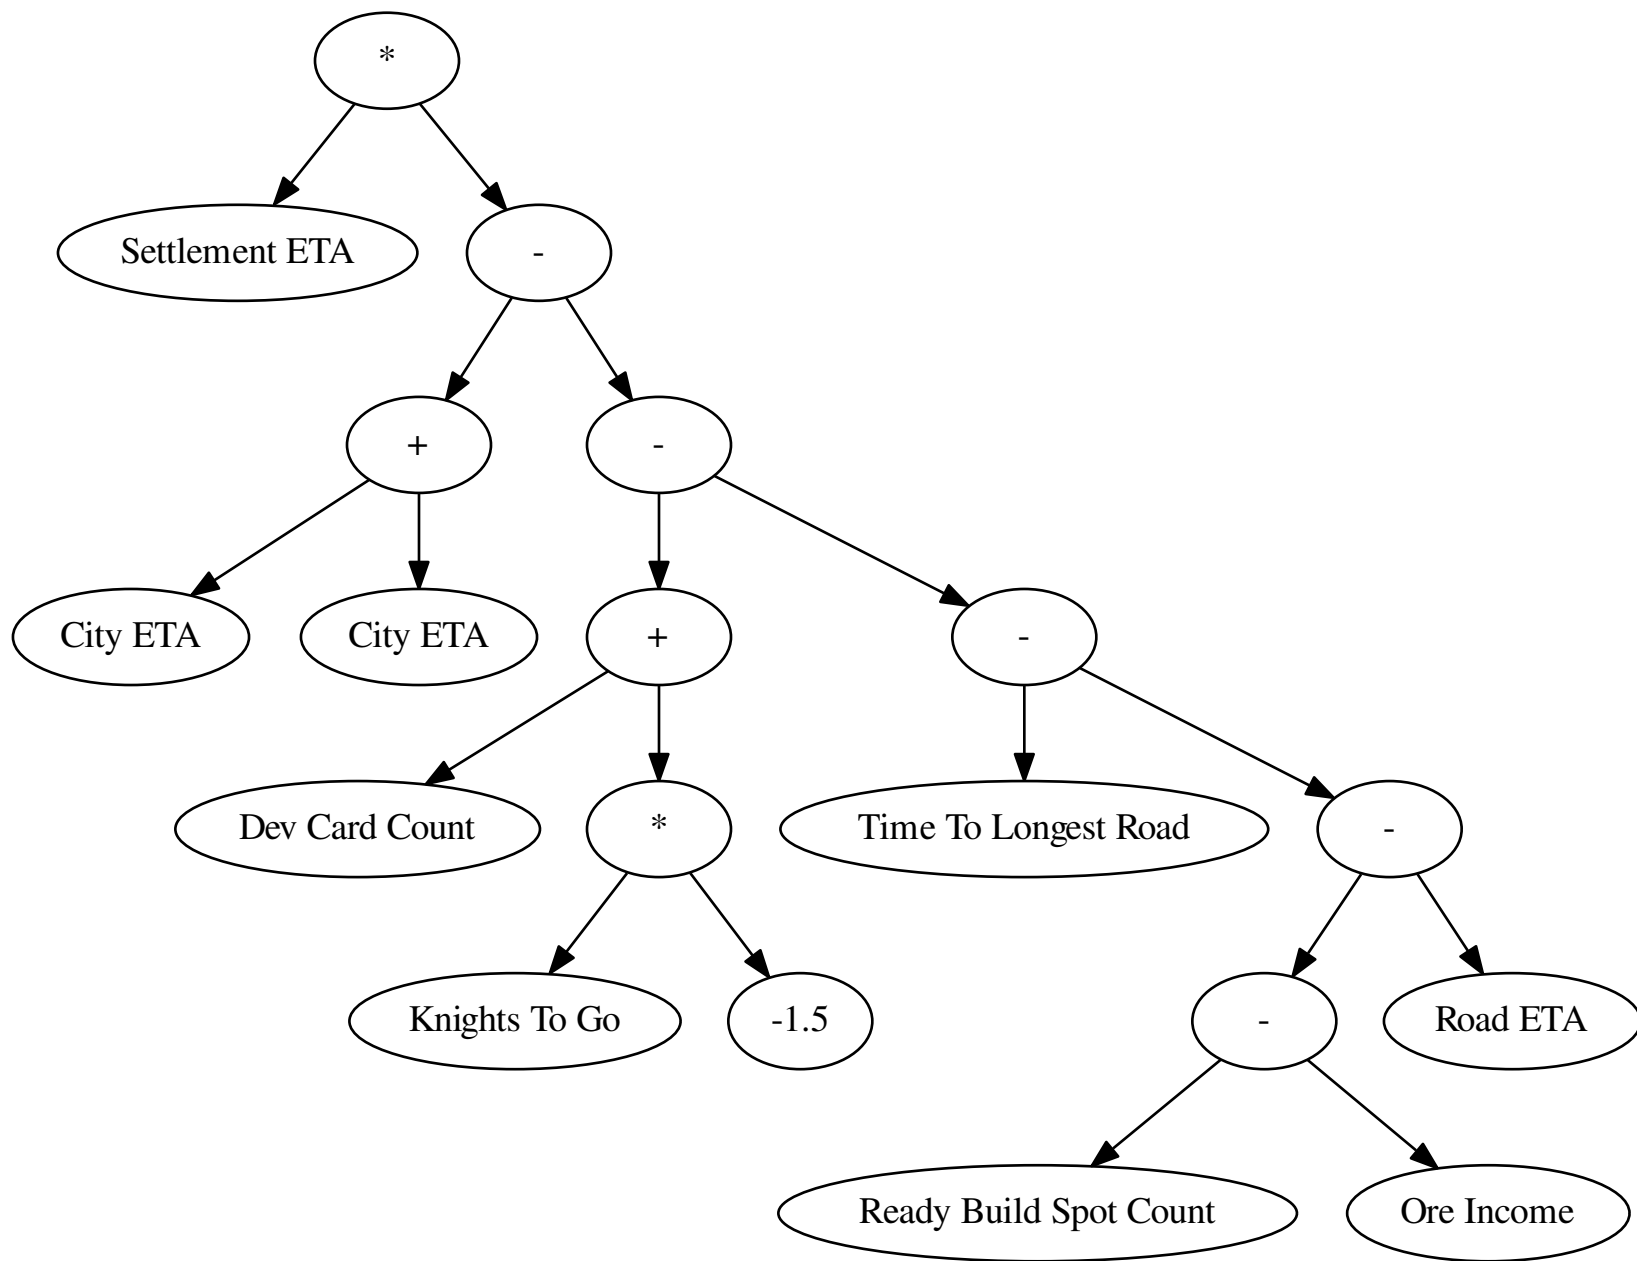 *
Settlement ETA
-
+
-
City ETA
City ETA
+
-
Dev Card Count
*
Time To Longest Road
-
Knights To Go
-1.5
-
Road ETA
Ready Build Spot Count
Ore Income